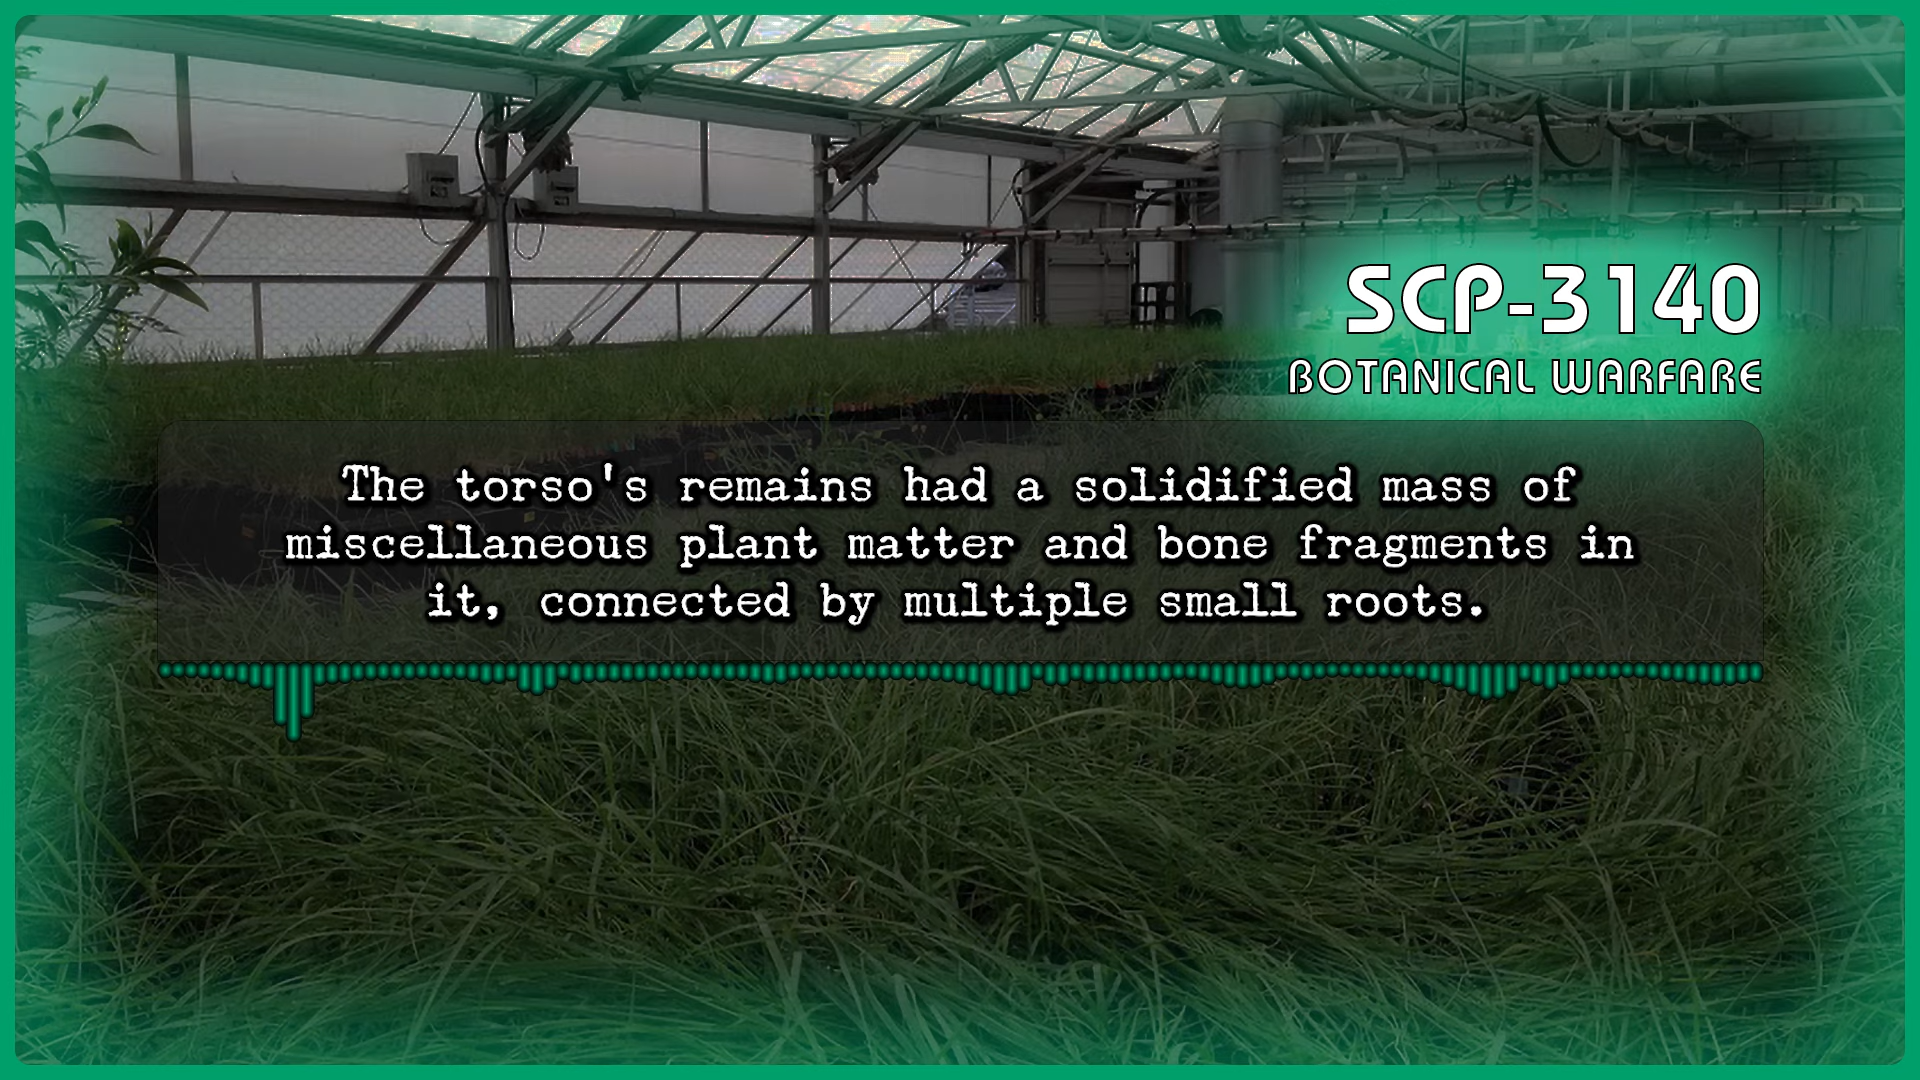 SCP-3140
BOTANICAL WARFARE
The torso's remains had a solidified mass of
miscellaneous plant matter and bone fragments in
it, connected by multiple small roots.